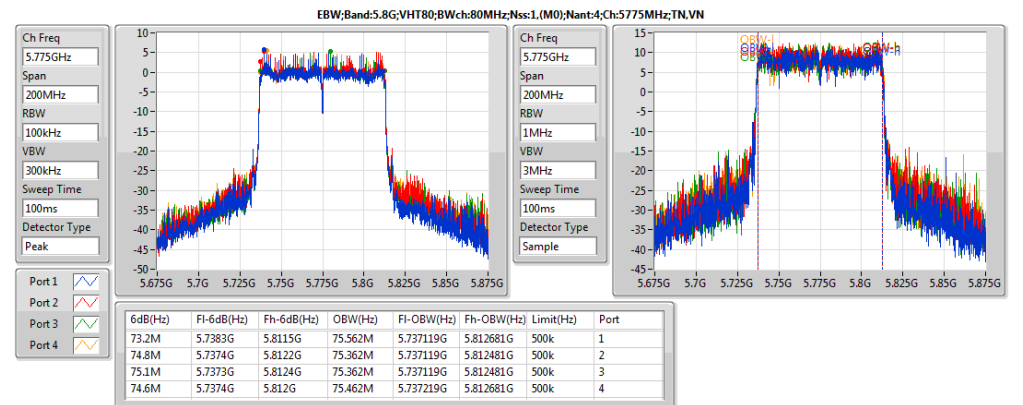 EBW;Band:5.8G;VHT80;BWch:80MHz;Nss:1,(M0);Nant:4;Ch:5775MHz;TN,VN
Ch Freq
5.775GHz
Span
200MHz
RBW
100kHz
VBW
300kHz
Sweep Time
100ms
Detector Type
Peak
10
5
0
-5
-10
-15
-20
-25
-30
-35
-40
-45
-50
5.675G 5.7G 5.725G 5.75G 5.775G 5.8G 5.825G 5.85G 5.875G
Ch Freq
5.775GHz
Span
200MHz
RBW
1MHz
VBW
3MHz
Sweep Time
100ms
Detector Type
Sample
15
10
5
0
-5
-10
-15
-20
-25
-30
-35
-40
-45
OBW-l
OBW-h
5.675G 5.7G 5.725G 5.75G 5.775G 5.8G 5.825G 5.85G 5.875G
Port 1
Port 2
Port 3
Port 4
6dB(Hz) Fl-6dB(Hz) Fh-6dB(Hz) OBW(Hz) Fl-OBW(Hz) Fh-OBW(Hz) Limit(Hz) Port
73.2M 5.7383G 5.8115G 75.562M 5.737119G 5.812681G 500k 1
74.8M 5.7374G 5.8122G 75.362M 5.737119G 5.812481G 500k 2
75.1M 5.7373G 5.8124G 75.362M 5.737119G 5.812481G 500k 3
74.6M 5.7374G 5.812G 75.462M 5.737219G 5.812681G 500k 4